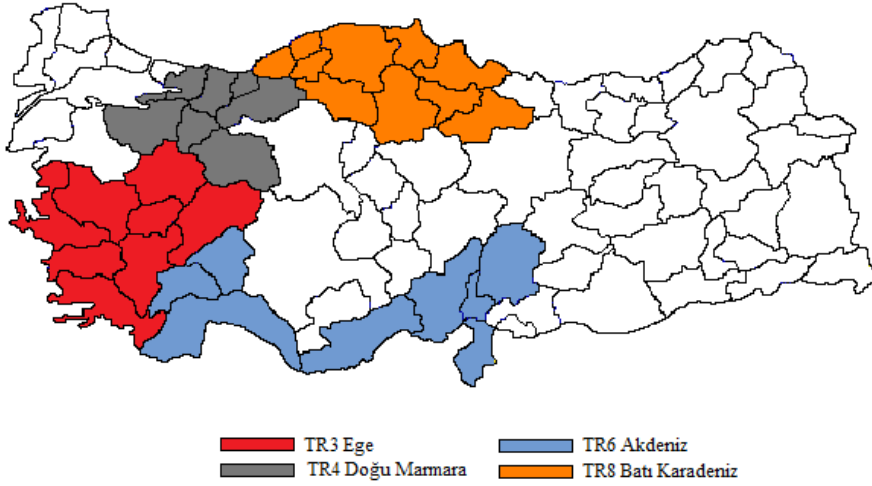 TR3 Ege
TR6 Akdeniz
TR4 Doğu Marmara
TR8 Batı Karadeniz